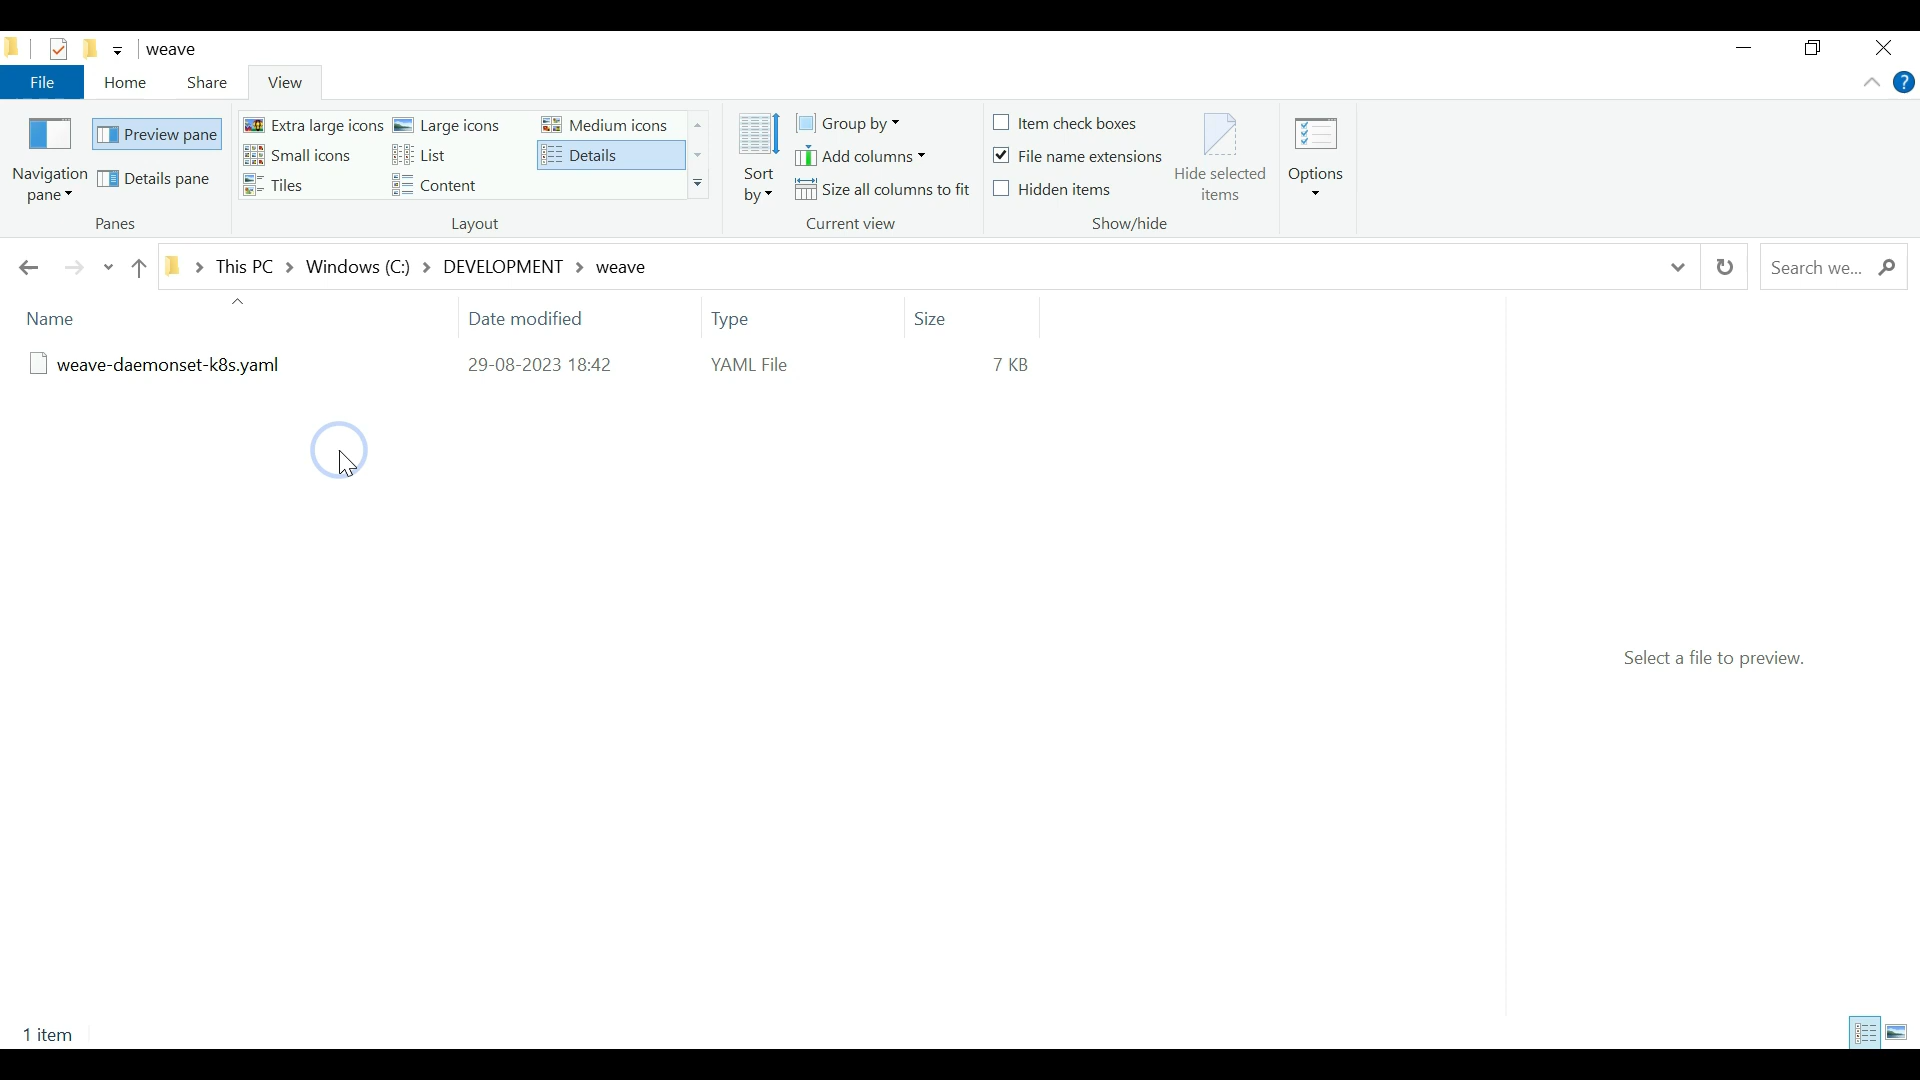 weave
File Home Share View
Extra large icons Large icons Medium icons
Small icons List Details
Tiles Content
Navigation pane
Preview pane
Details pane
Sort by
Group by
Add columns
Size all columns to fit
Item check boxes
File name extensions
Hidden items
Hide selected items
Options
Panes Layout Current view Show/hide
This PC Windows (C:) DEVELOPMENT weave
Search we...
Name Date modified Type Size
weave-daemonset-k8s.yaml 29-08-2023 18:42 YAML File 7 KB
Select a file to preview.
1 item